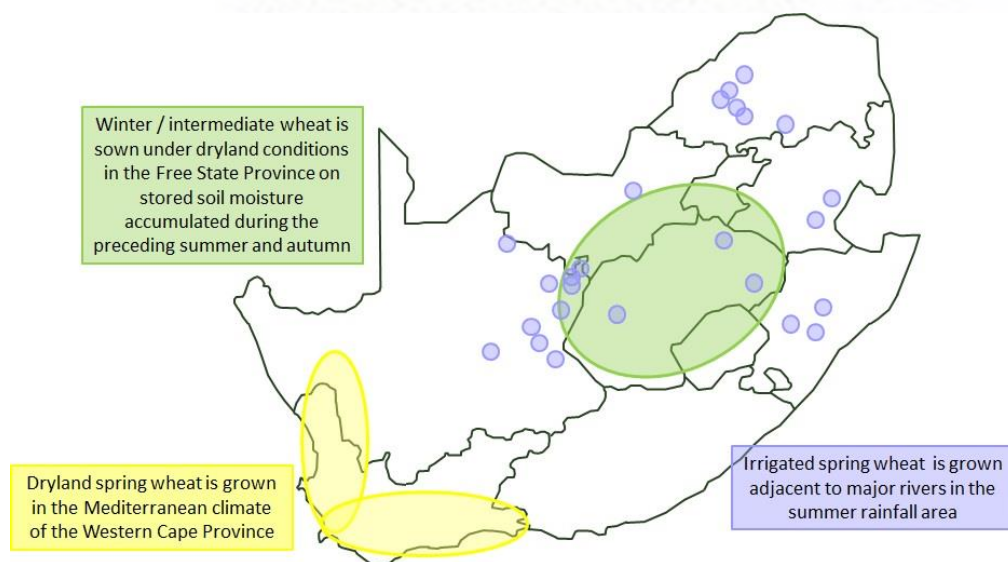 Winter / intermediate wheat is
sown under dryland conditions
in the Free State Province on
stored soil moisture
accumulated during the
preceding summer and autumn
Dryland spring wheat is grown
in the Mediterranean climate
of the Western Cape Province
Irrigated spring wheat is grown
adjacent to major rivers in the
summer rainfall area